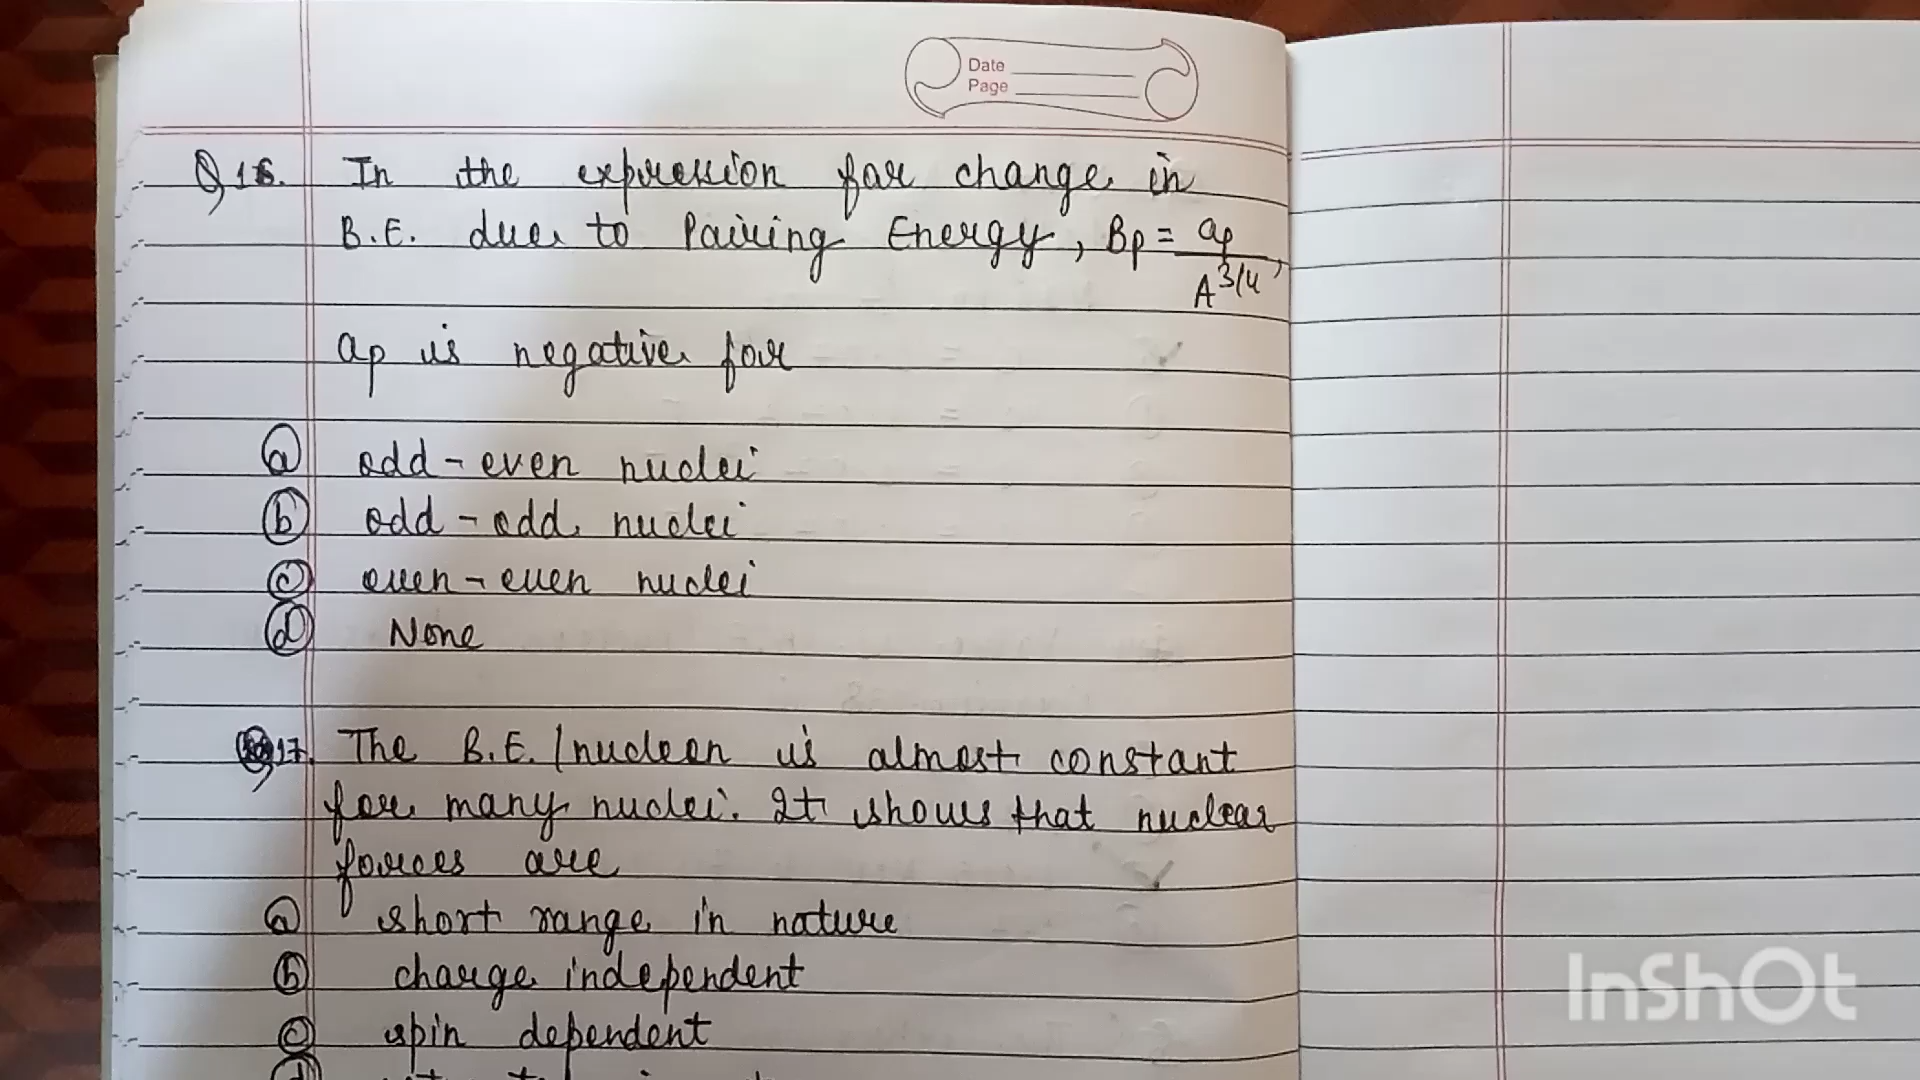 Date
Page
Q 16. In the expression for change in
B.E. due to Pairing Energy, Bp = ap / A^3/4,
ap is negative for
(a) odd-even nuclei
(b) odd-odd nuclei
(c) even-even nuclei
(d) None
Q 17. The B.E./nucleon is almost constant
for many nuclei. It shows that nuclear
forces are
(a) short range in nature
(b) charge independent
(c) spin dependent
(d)
InShOt